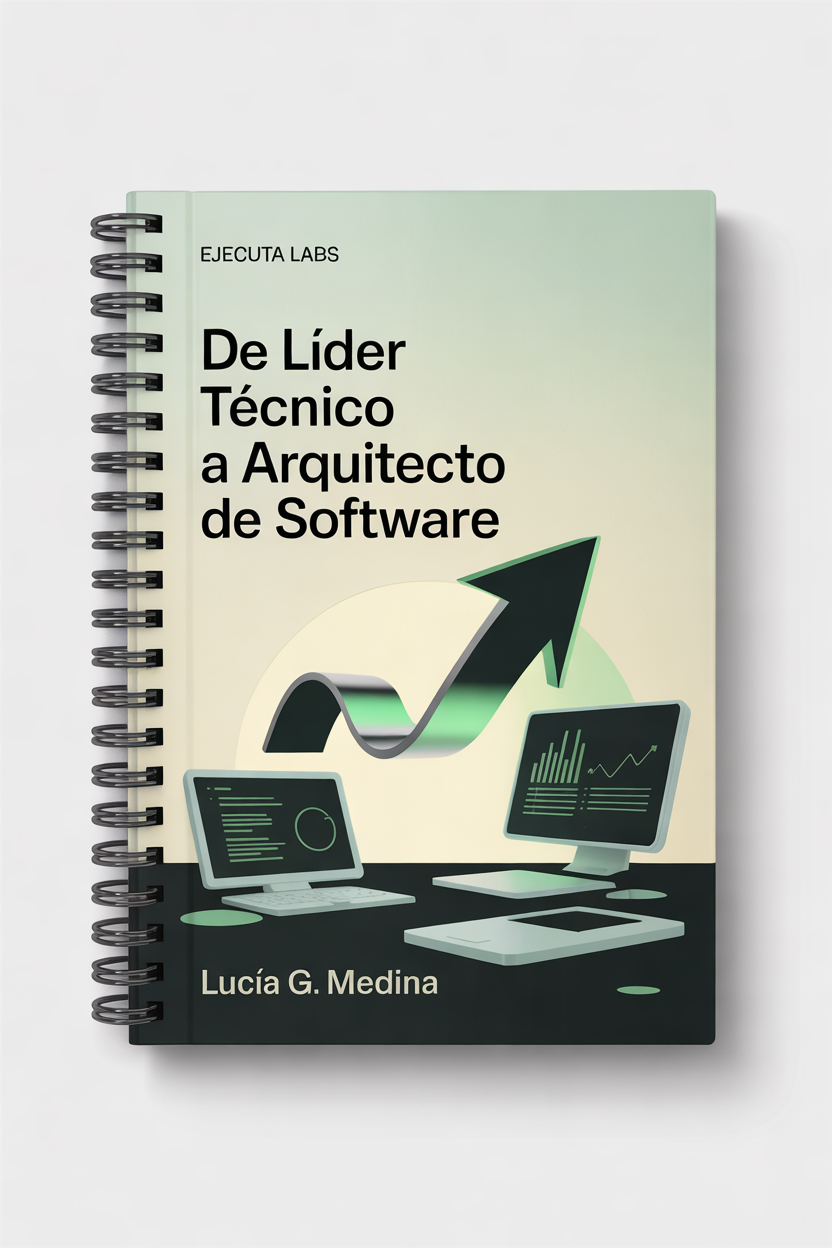 EJECUTA LABS
De Líder
Técnico
a Arquitecto
de Software
Lucía G. Medina